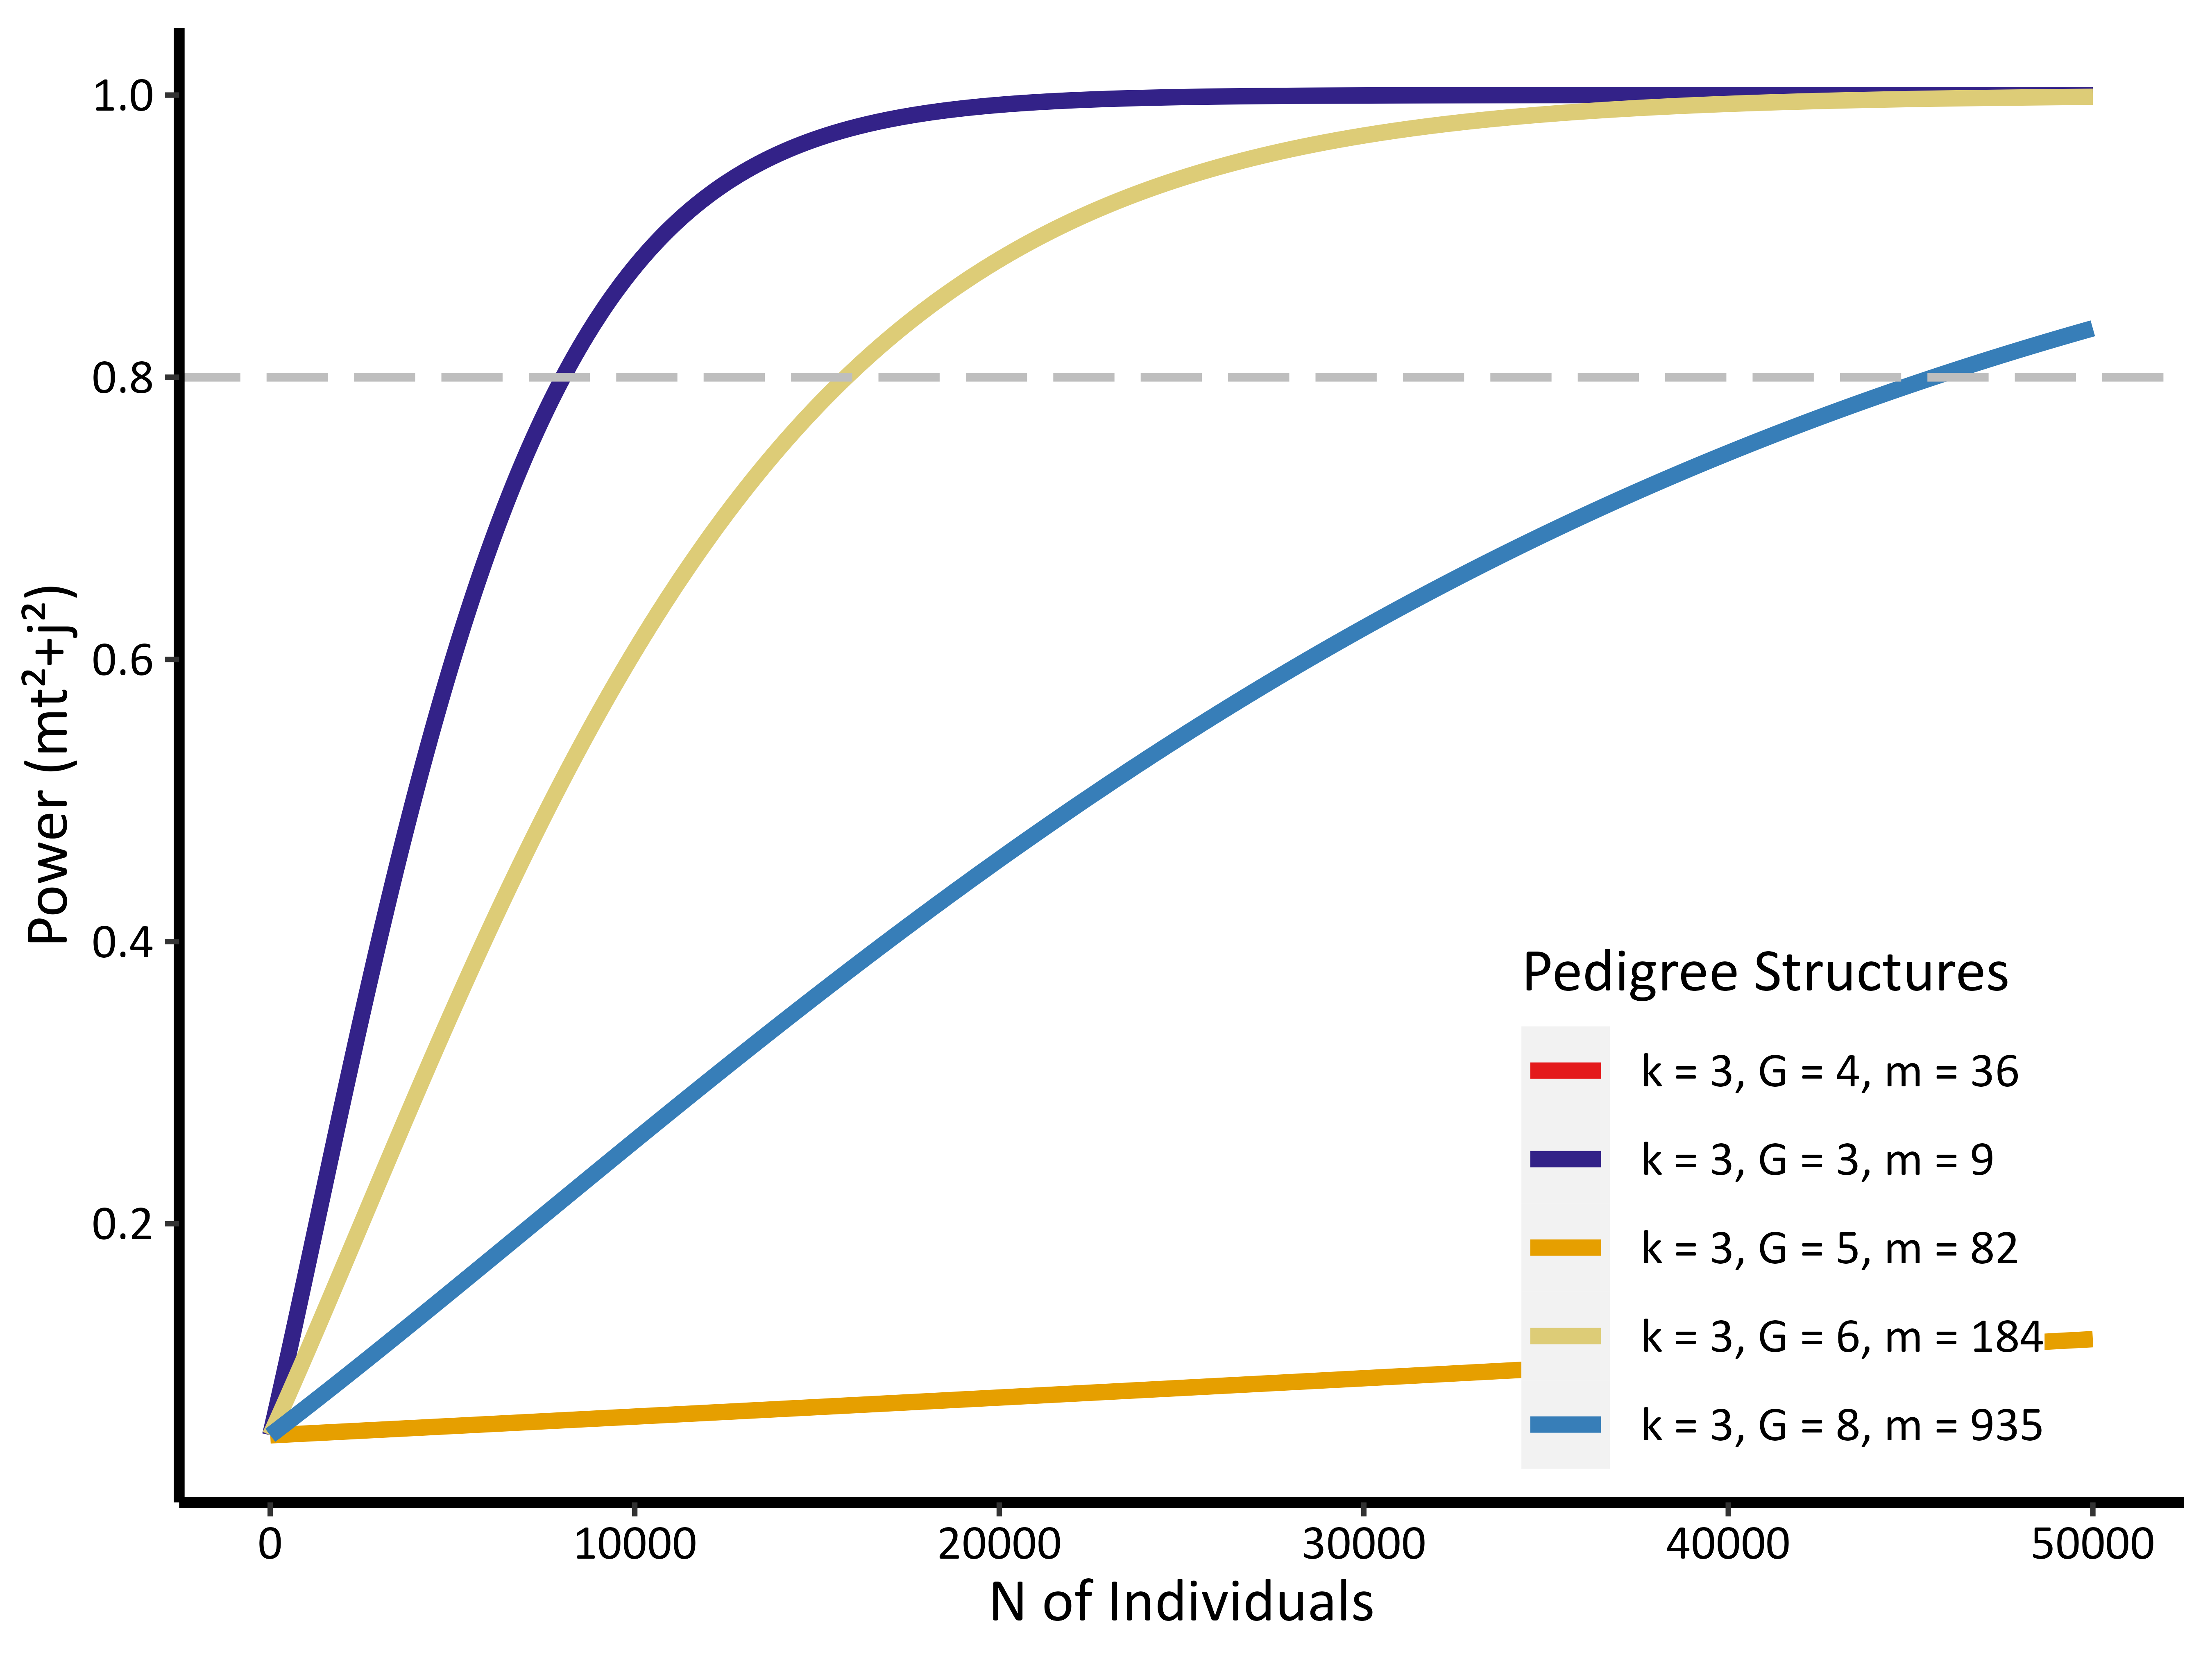 1.0
0.8
0.6
0.4
0.2
Power (mt²+j²)
0
10000
20000
30000
40000
50000
N of Individuals
Pedigree Structures
k = 3, G = 4, m = 36
k = 3, G = 3, m = 9
k = 3, G = 5, m = 82
k = 3, G = 6, m = 184
k = 3, G = 8, m = 935